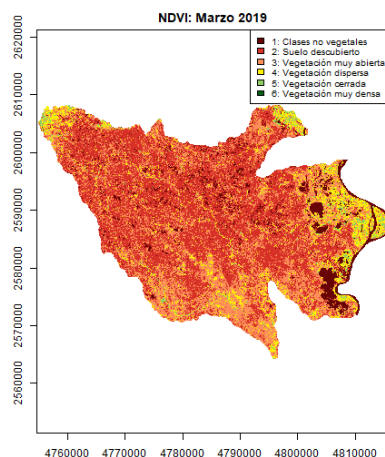 NDVI: Marzo 2019
1: Clases no vegetales
2: Suelo descubierto
3: Vegetación muy abierta
4: Vegetación dispersa
5: Vegetación cerrada
6: Vegetación muy densa
2620000
2610000
2600000
2590000
2580000
2570000
2560000
4760000 4770000 4780000 4790000 4800000 4810000